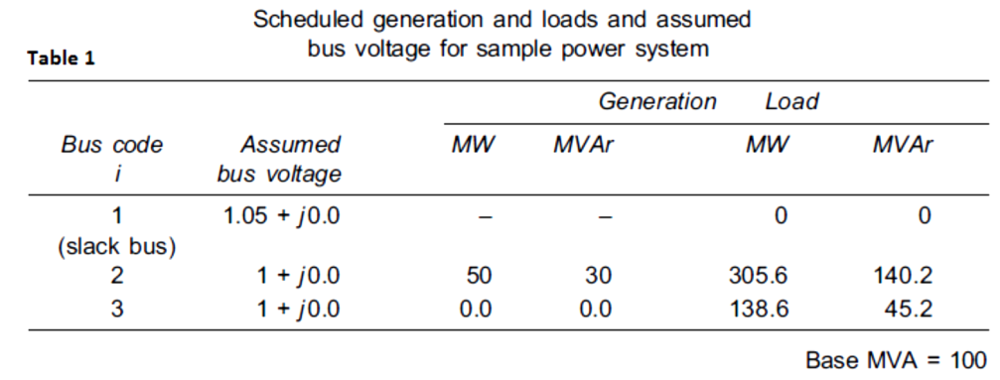 Scheduled generation and loads and assumed
bus voltage for sample power system
Table 1
Generation Load
Bus code Assumed MW MVAr MW MVAr
i bus voltage
1 1.05 + j0.0 – – 0 0
(slack bus)
2 1 + j0.0 50 30 305.6 140.2
3 1 + j0.0 0.0 0.0 138.6 45.2
Base MVA = 100